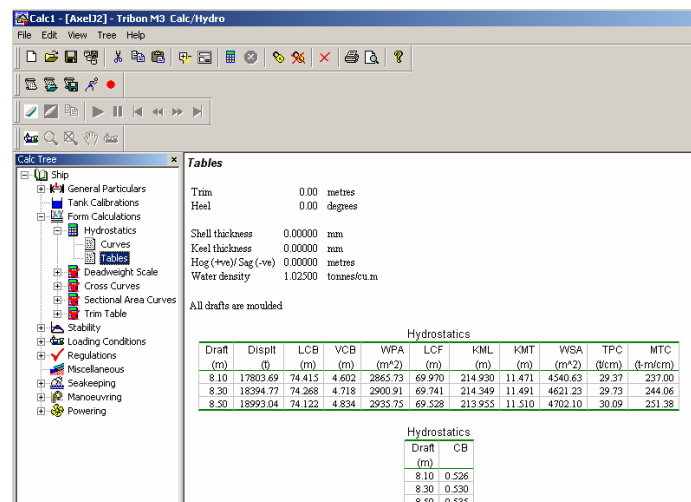 Calc1 - [AxelJ2] - Tribon M3 Calc/Hydro
File Edit View Tree Help
Calc Tree
Ship
General Particulars
Tank Calibrations
Form Calculations
Hydrostatics
Curves
Tables
Deadweight Scale
Cross Curves
Sectional Area Curves
Trim Table
Stability
Loading Conditions
Regulations
Miscellaneous
Seakeeping
Manoeuvring
Powering
Tables
Trim 0.00 metres
Heel 0.00 degrees
Shell thickness 0.00000 mm
Keel thickness 0.00000 mm
Hog (+ve)/ Sag (-ve) 0.00000 metres
Water density 1.02500 tonnes/cu.m
All drafts are moulded
Hydrostatics
Draft Displt LCB VCB WPA LCF KML KMT WSA TPC MTC
(m) (t) (m) (m) (m^2) (m) (m) (m) (m^2) (t/cm) (t-m/cm)
8.10 17803.69 74.415 4.602 2865.73 69.970 214.930 11.471 4540.63 29.37 237.00
8.30 18394.77 74.268 4.718 2900.91 69.741 214.349 11.491 4621.23 29.73 244.06
8.50 18993.04 74.122 4.834 2935.75 69.528 213.955 11.510 4702.10 30.09 251.38
Hydrostatics
Draft CB
(m)
8.10 0.526
8.30 0.530
8.50 0.535